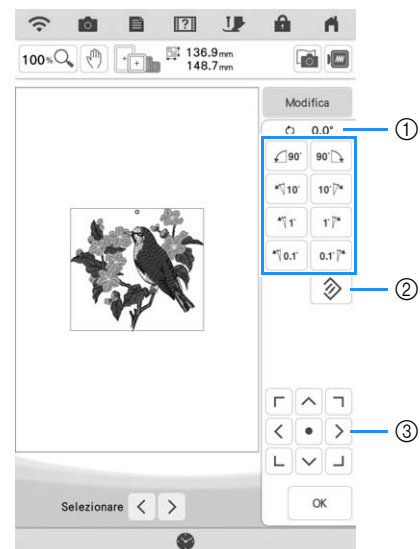 100%
136.9mm
148.7mm
Modifica
0.0° ①
90° 90°
10° 10°
1° 1°
0.1° 0.1°
②
③
Selezionare
OK